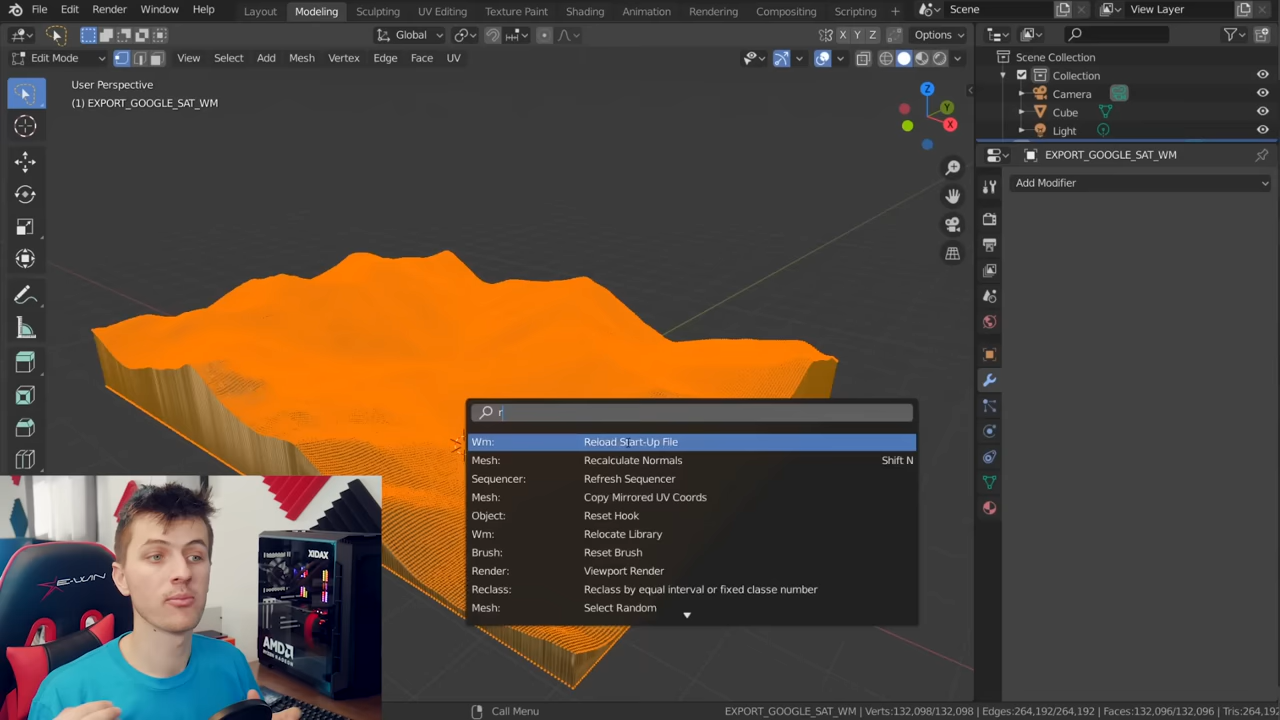 File Edit Render Window Help Layout Modeling Sculpting UV Editing Texture Paint Shading Animation Rendering Compositing Scripting + Scene View Layer
Global X Y Z Options
Edit Mode View Select Add Mesh Vertex Edge Face UV
User Perspective
(1) EXPORT_GOOGLE_SAT_WM
Z
Y
X
Scene Collection
Collection
Camera
Cube
Light
EXPORT_GOOGLE_SAT_WM
Add Modifier
r
Wm: Reload Start-Up File
Mesh: Recalculate Normals Shift N
Sequencer: Refresh Sequencer
Mesh: Copy Mirrored UV Coords
Object: Reset Hook
Wm: Relocate Library
Brush: Reset Brush
Render: Viewport Render
Reclass: Reclass by equal interval or fixed classe number
Mesh: Select Random
XIDAX
E-WIN
AMD
Call Menu EXPORT_GOOGLE_SAT_WM | Verts:132,098/132,098 | Edges:264,192/264,192 | Faces:132,096/132,096 | Tris:264,192